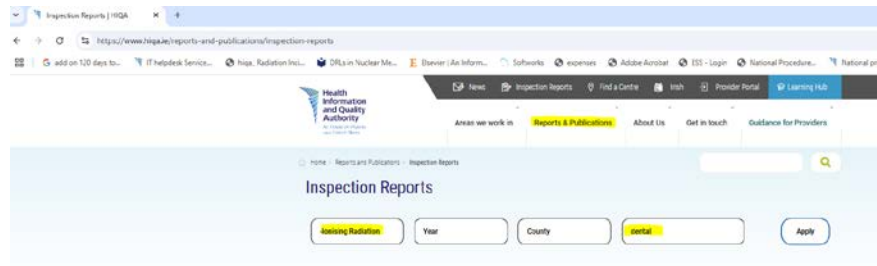 Inspection Reports | HIQA
https://www.hiqa.ie/reports-and-publications/inspection-reports
add on 120 days to... IT helpdesk Service... hiqa, Radiation Inci... DRLs in Nuclear Me... Elsevier | An Inform... Softworks expenses Adobe Acrobat ESS - Login National Procedure... National pr
News Inspection Reports Find a Centre Irish Provider Portal Learning Hub
Health
Information
and Quality
Authority
Areas we work in Reports & Publications About Us Get in touch Guidance for Providers
Home Reports and Publications Inspection Reports
Inspection Reports
Ionising Radiation Year County dental Apply